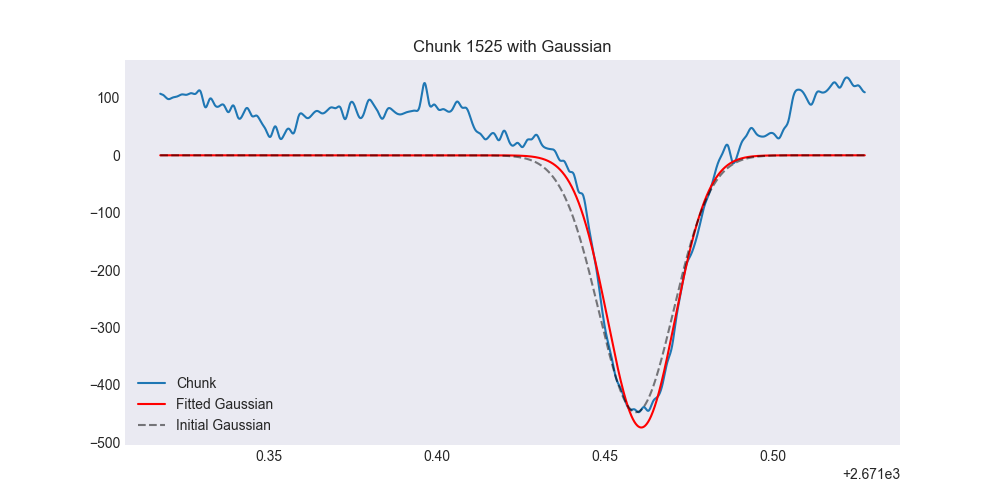 Chunk 1525 with Gaussian
100
0
−100
−200
−300
−400
−500
Chunk
Fitted Gaussian
Initial Gaussian
0.35 0.40 0.45 0.50
+2.671e3